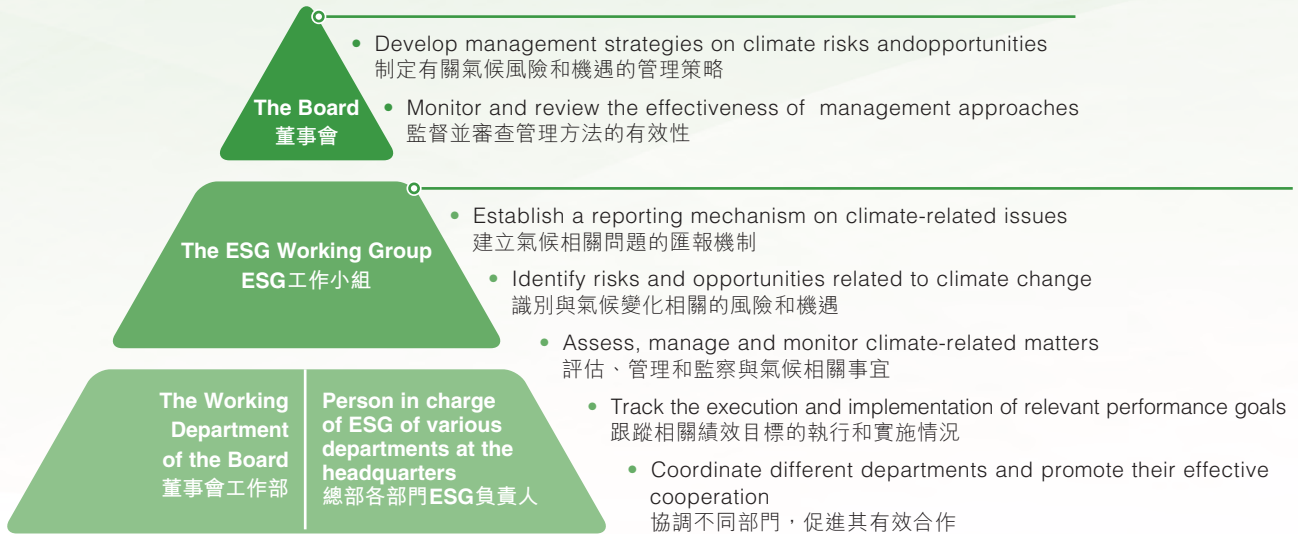 • Develop management strategies on climate risks andopportunities
制定有關氣候風險和機遇的管理策略
The Board
董事會
• Monitor and review the effectiveness of management approaches
監督並審查管理方法的有效性
The ESG Working Group
ESG工作小組
• Establish a reporting mechanism on climate-related issues
建立氣候相關問題的匯報機制
• Identify risks and opportunities related to climate change
識別與氣候變化相關的風險和機遇
• Assess, manage and monitor climate-related matters
評估、管理和監察與氣候相關事宜
The Working
Department
of the Board
董事會工作部
Person in charge
of ESG of various
departments at the
headquarters
總部各部門ESG負責人
• Track the execution and implementation of relevant performance goals
跟蹤相關績效目標的執行和實施情況
• Coordinate different departments and promote their effective
cooperation
協調不同部門，促進其有效合作